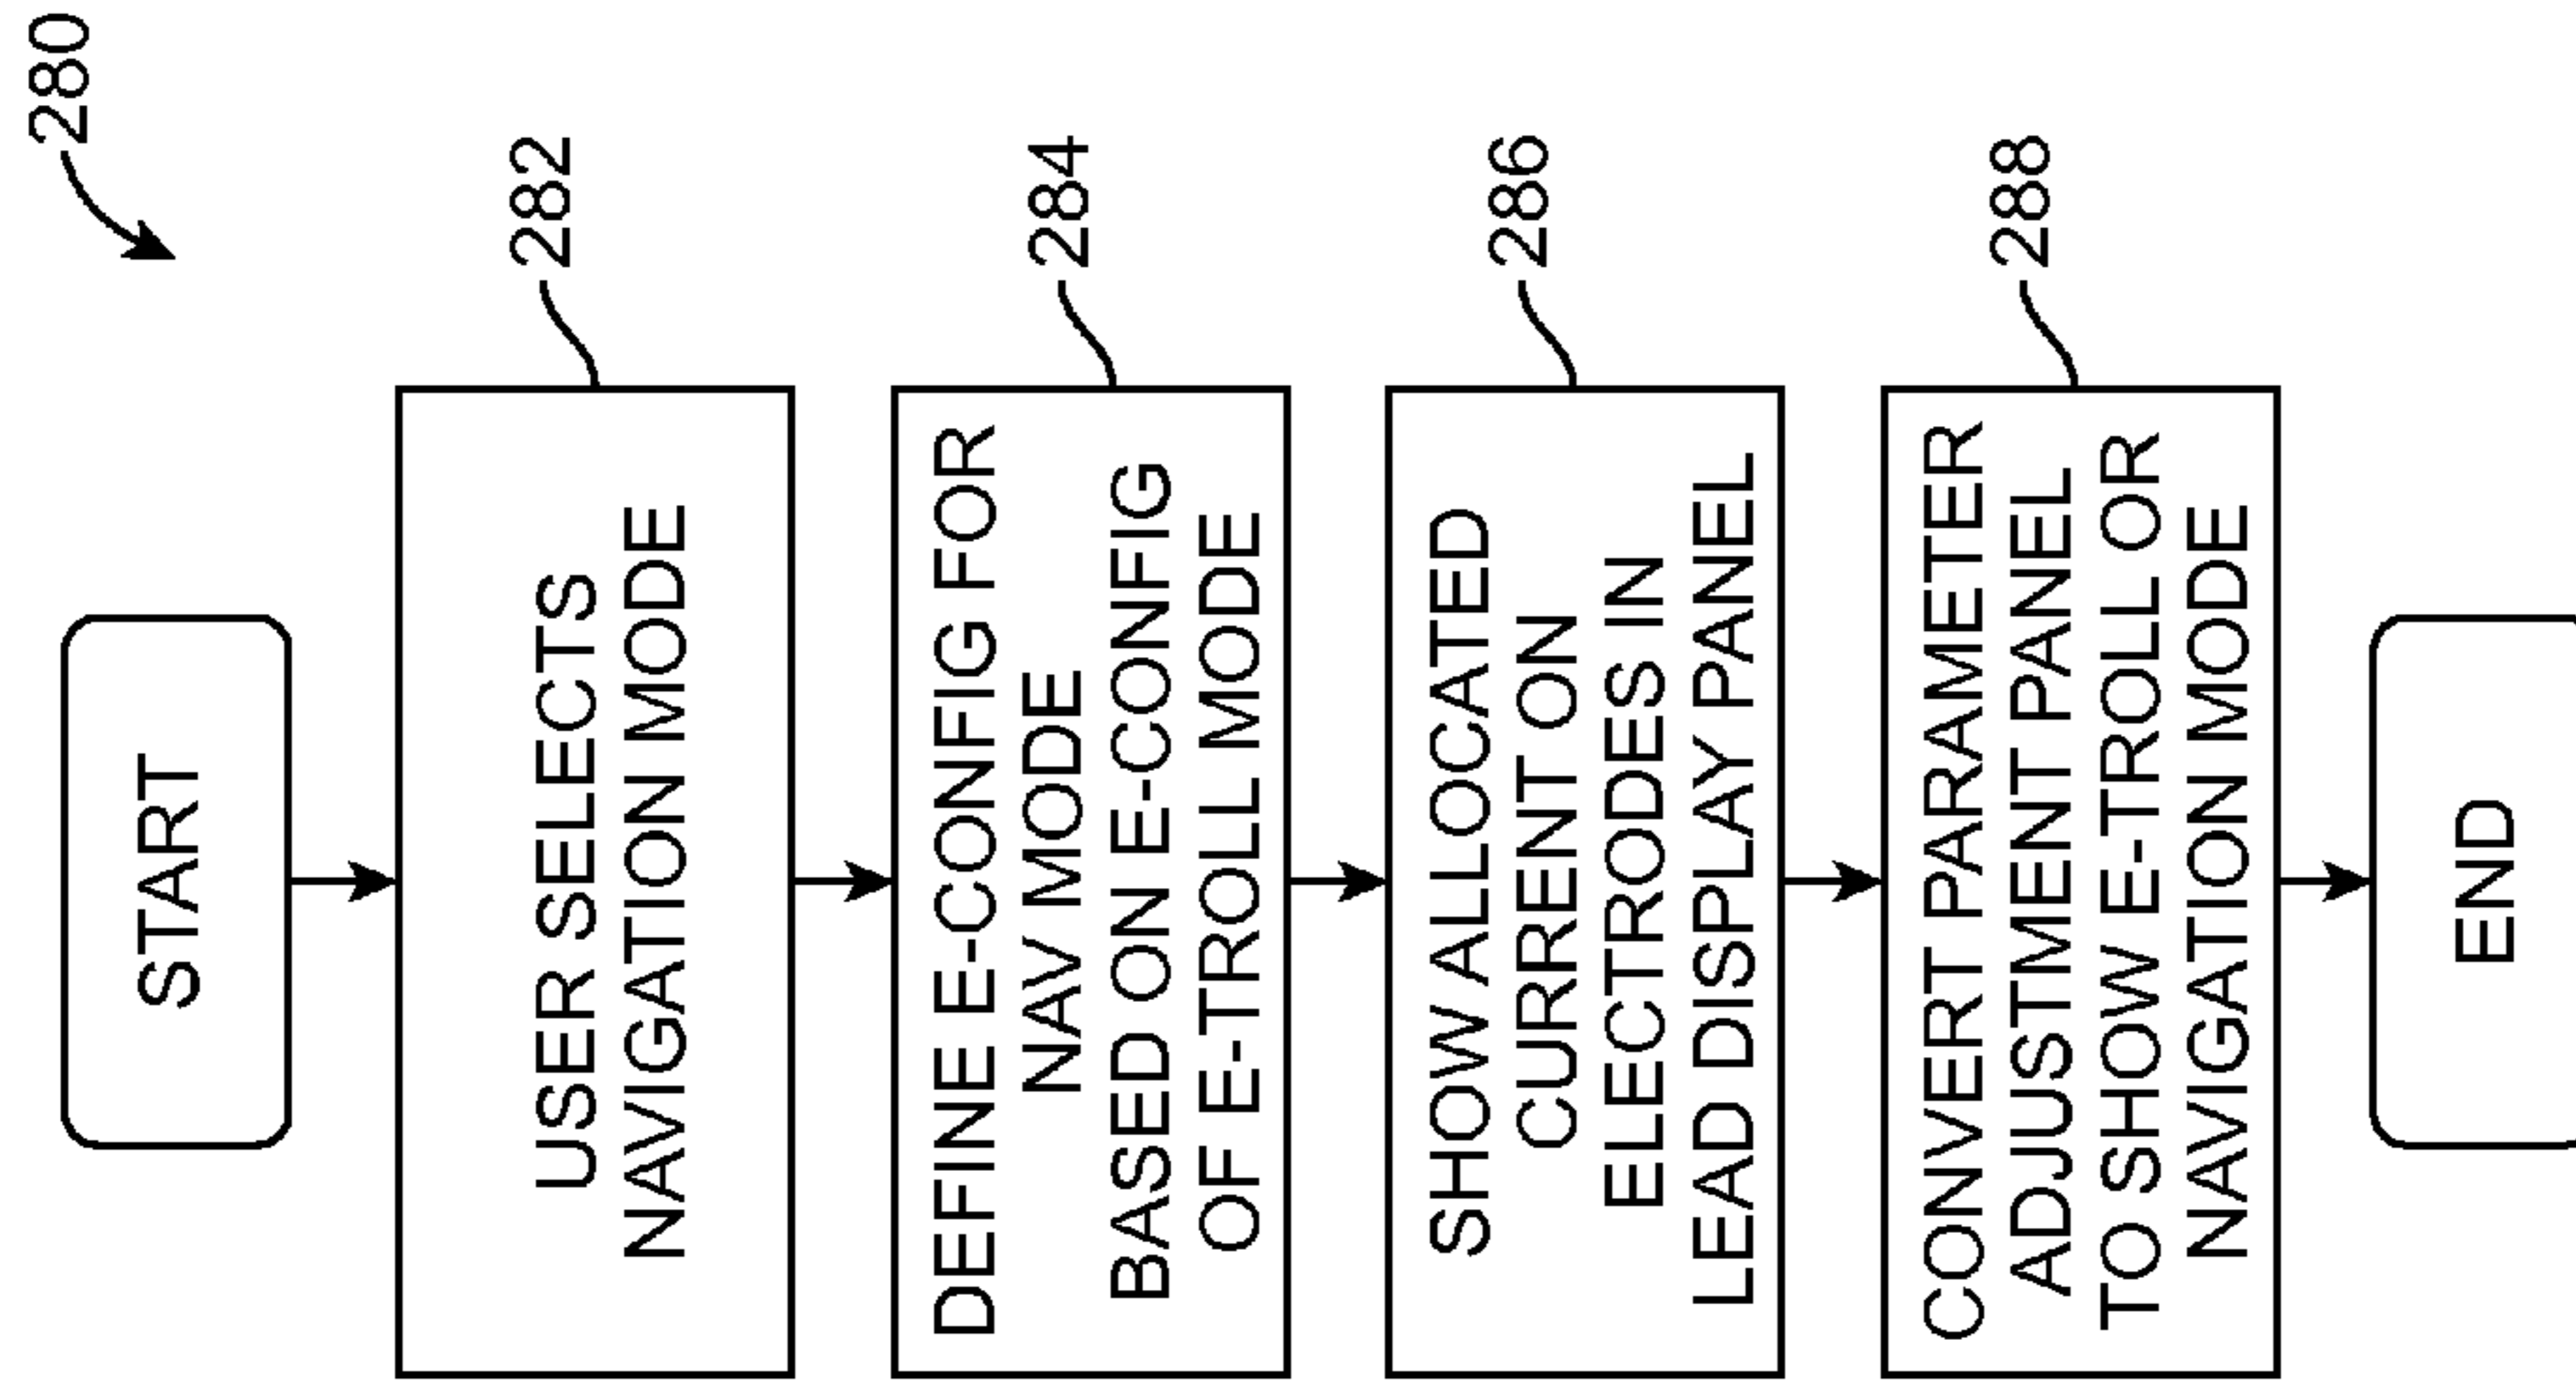 280
START
USER SELECTS
NAVIGATION MODE
282
DEFINE E-CONFIG FOR
NAV MODE
BASED ON E-CONFIG
OF E-TROLL MODE
284
SHOW ALLOCATED
CURRENT ON
ELECTRODES IN
LEAD DISPLAY PANEL
286
CONVERT PARAMETER
ADJUSTMENT PANEL
TO SHOW E-TROLL OR
NAVIGATION MODE
288
END